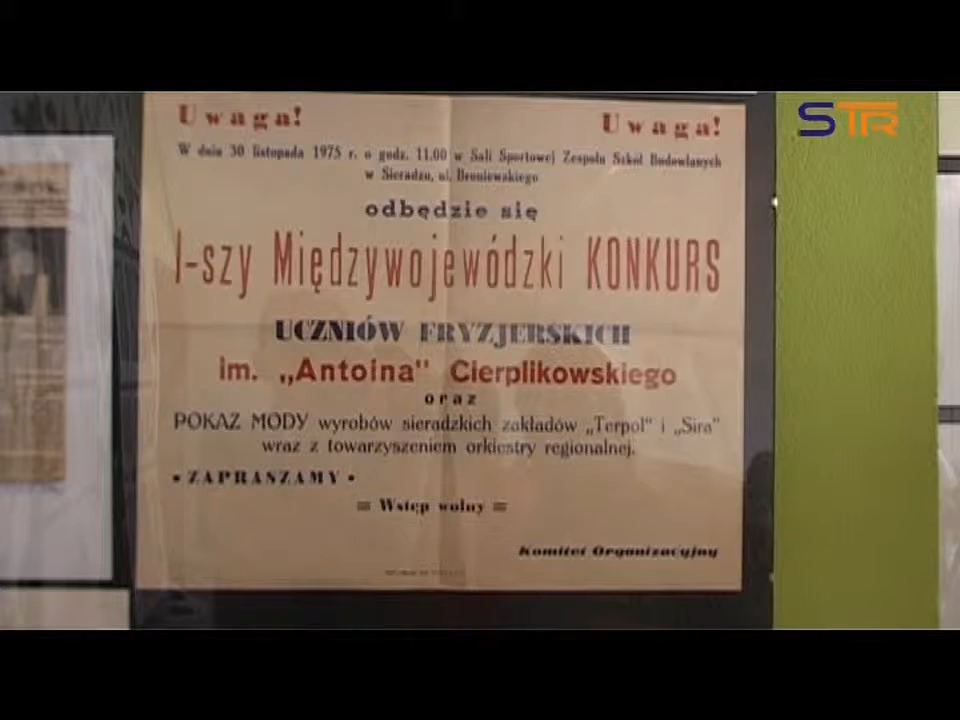 STR
Uwaga! Uwaga!
W dniu 30 listopada 1975 r. o godz. 11.00 w Sali Sportowej Zespołu Szkół Budowlanych
w Sieradzu, ul. Broniewskiego
odbędzie się
I-szy Międzywojewódzki KONKURS
UCZNIÓW FRYZJERSKICH
im. „Antoina" Cierplikowskiego
oraz
POKAZ MODY wyrobów sieradzkich zakładów „Terpol" i „Sira"
wraz z towarzyszeniem orkiestry regionalnej.
• ZAPRASZAMY •
= Wstęp wolny =
Komitet Organizacyjny